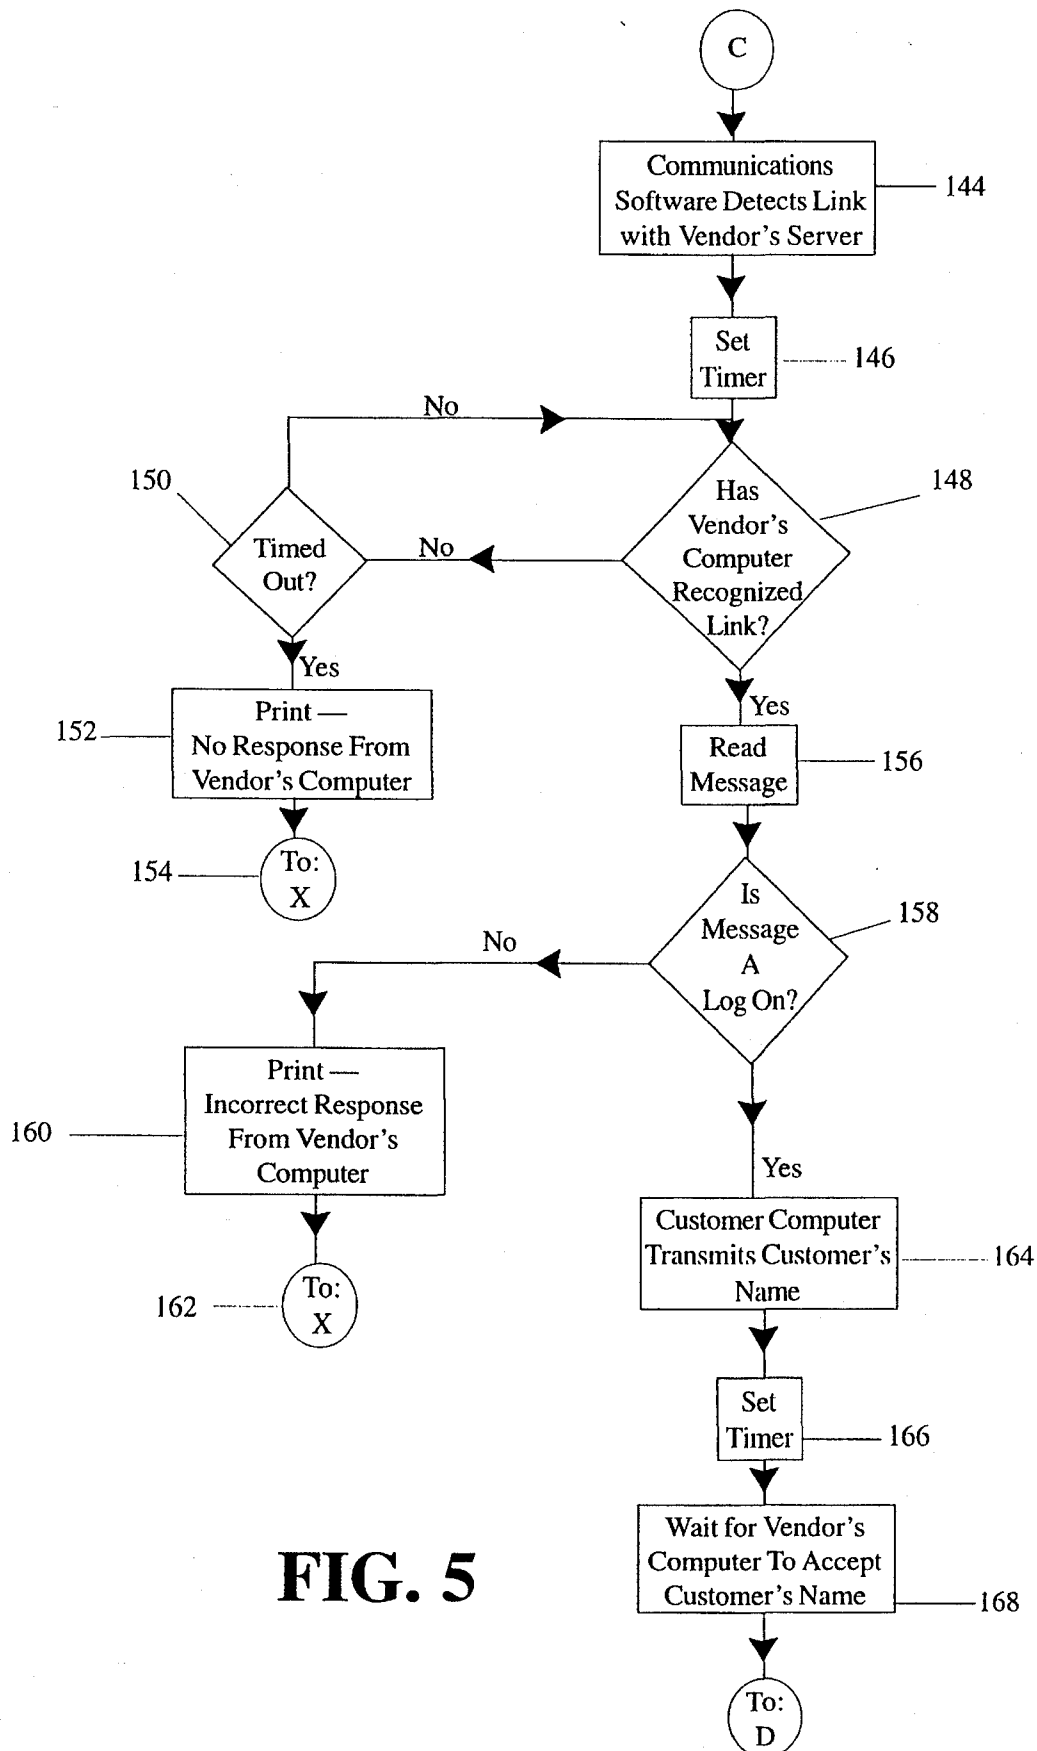 C
Communications
Software Detects Link
with Vendor's Server
144
Set
Timer
146
No
150
Timed
Out?
No
Has
Vendor's
Computer
Recognized
Link?
148
Yes
Yes
152
Print —
No Response From
Vendor's Computer
Read
Message
156
154
To:
X
Is
Message
A
Log On?
158
No
160
Print —
Incorrect Response
From Vendor's
Computer
Yes
Customer Computer
Transmits Customer's
Name
164
162
To:
X
Set
Timer
166
Wait for Vendor's
Computer To Accept
Customer's Name
168
FIG. 5
To:
D